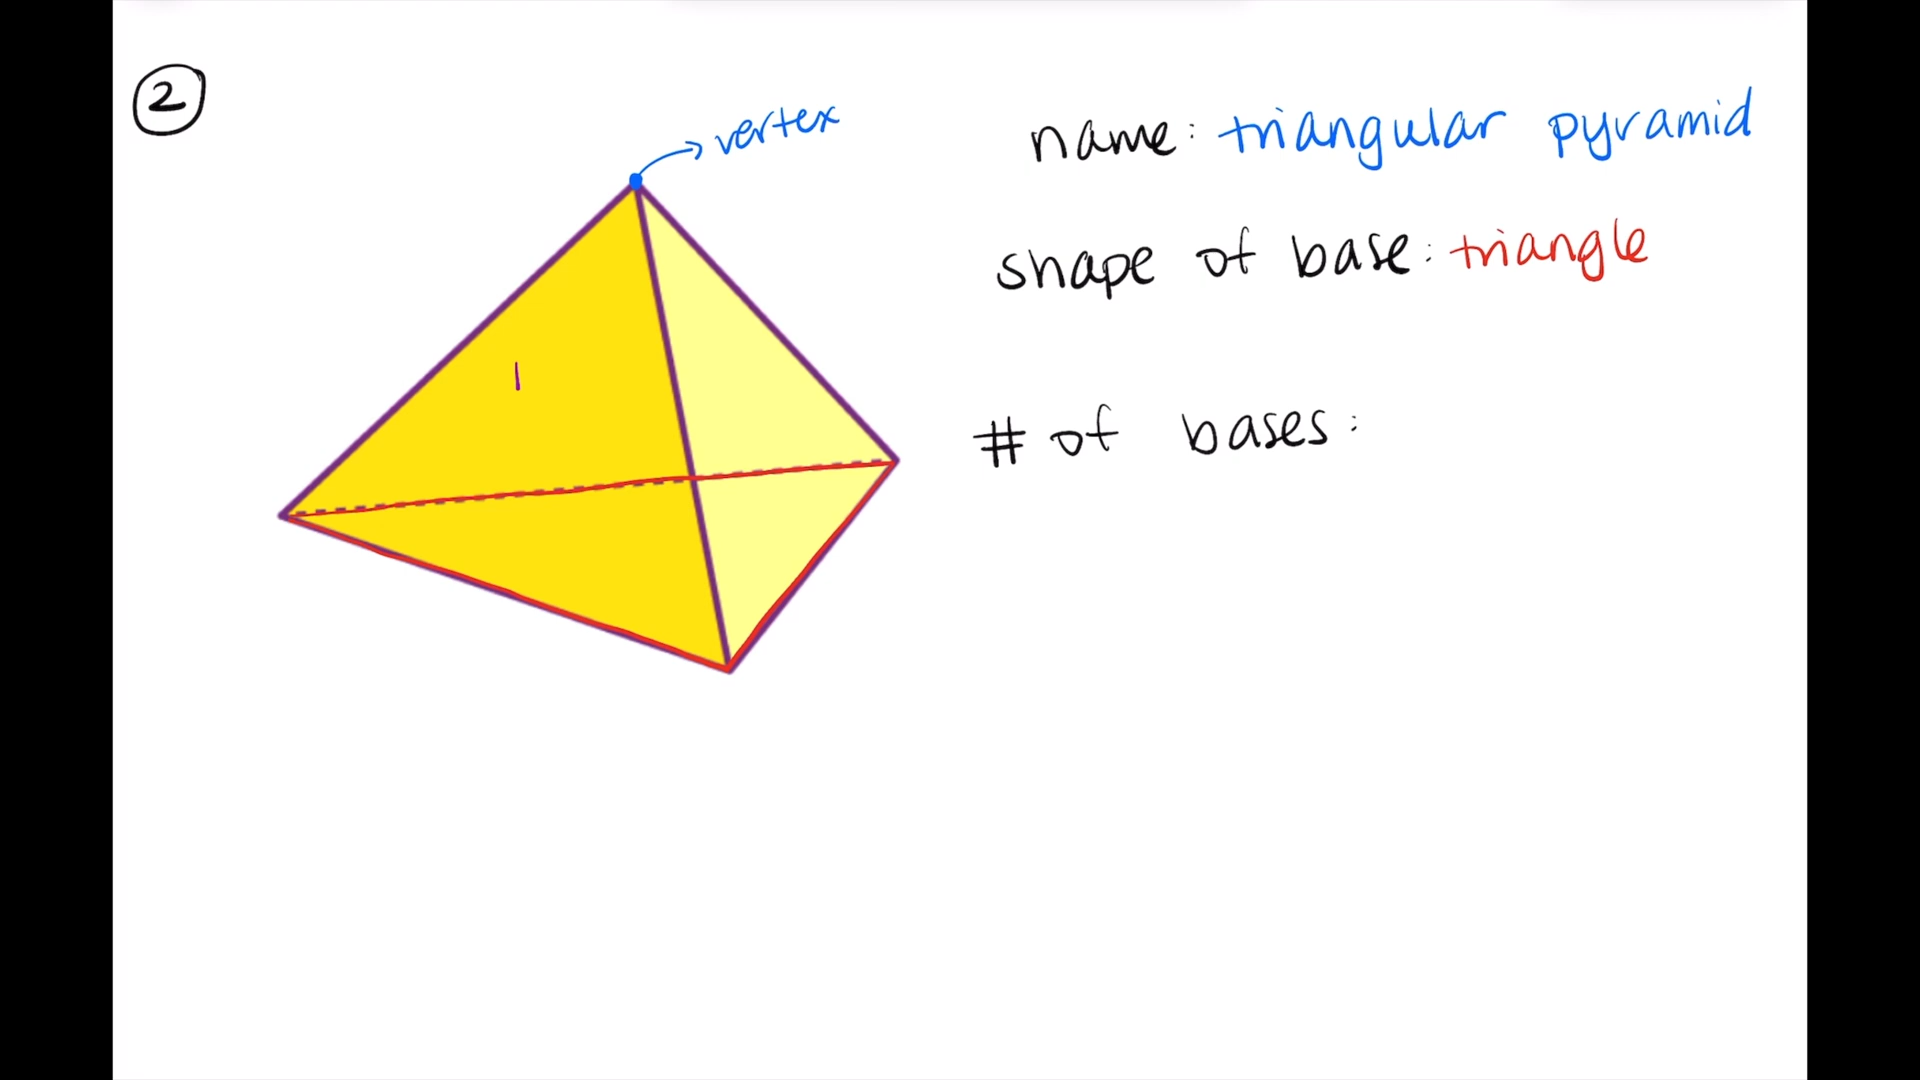 2
vertex
name: triangular pyramid
shape of base: triangle
1
# of bases: